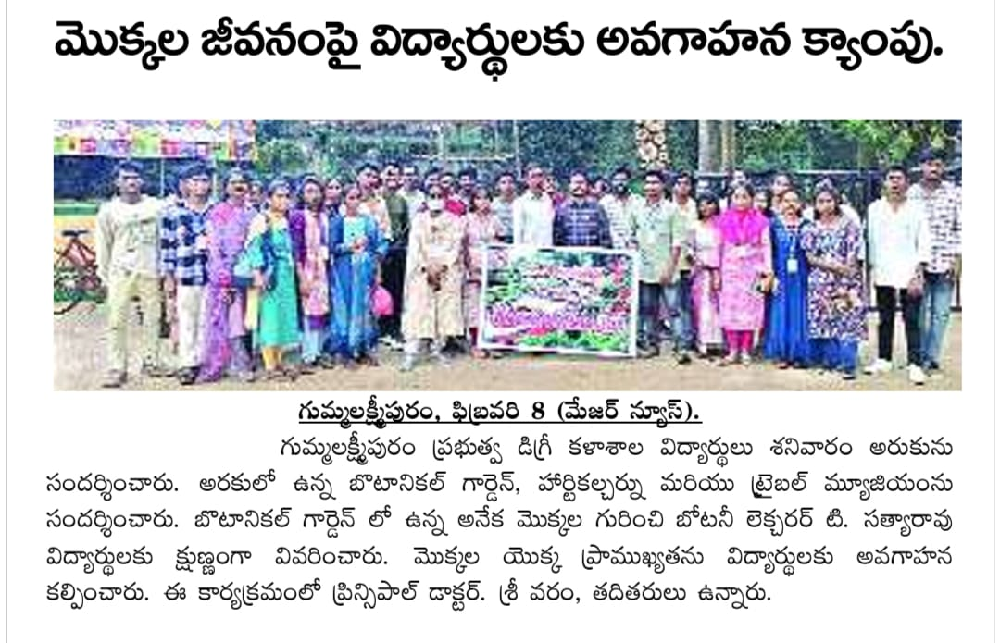 మొక్కల జీవనంపై విద్యార్థులకు అవగాహన క్యాంపు.
గుమ్మలక్ష్మీపురం, ఫిబ్రవరి 8 (మేజర్ న్యూస్).
గుమ్మలక్ష్మీపురం ప్రభుత్వ డిగ్రీ కళాశాల విద్యార్థులు శనివారం అరుకును
సందర్శించారు. అరకులో ఉన్న బొటానికల్ గార్డెన్, హార్టికల్చర్ను మరియు ట్రైబల్ మ్యూజియంను
సందర్శించారు. బొటానికల్ గార్డెన్ లో ఉన్న అనేక మొక్కల గురించి బోటనీ లెక్చరర్ టి. సత్యారావు
విద్యార్థులకు క్షుణ్ణంగా వివరించారు. మొక్కల యొక్క ప్రాముఖ్యతను విద్యార్థులకు అవగాహన
కల్పించారు. ఈ కార్యక్రమంలో ప్రిన్సిపాల్ డాక్టర్. శ్రీ వరం, తదితరులు ఉన్నారు.